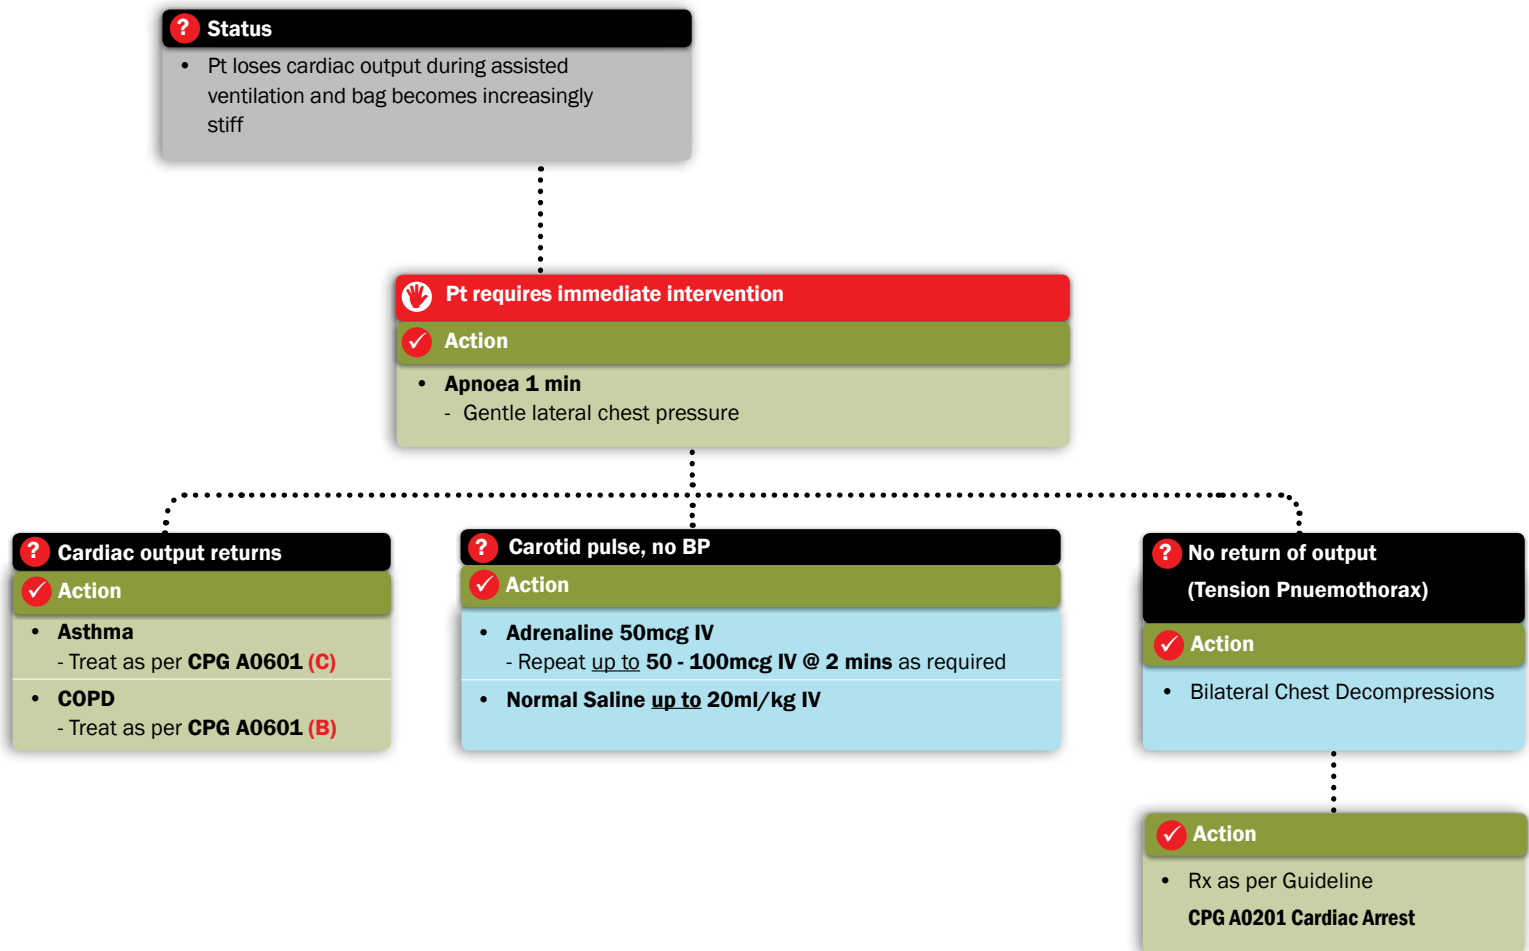 ? Status
• Pt loses cardiac output during assisted
ventilation and bag becomes increasingly
stiff
Pt requires immediate intervention
✓ Action
• Apnoea 1 min
- Gentle lateral chest pressure
? Cardiac output returns
✓ Action
• Asthma
- Treat as per CPG A0601 (C)
• COPD
- Treat as per CPG A0601 (B)
? Carotid pulse, no BP
✓ Action
• Adrenaline 50mcg IV
- Repeat up to 50 - 100mcg IV @ 2 mins as required
• Normal Saline up to 20ml/kg IV
? No return of output
(Tension Pnuemothorax)
✓ Action
• Bilateral Chest Decompressions
✓ Action
• Rx as per Guideline
CPG A0201 Cardiac Arrest